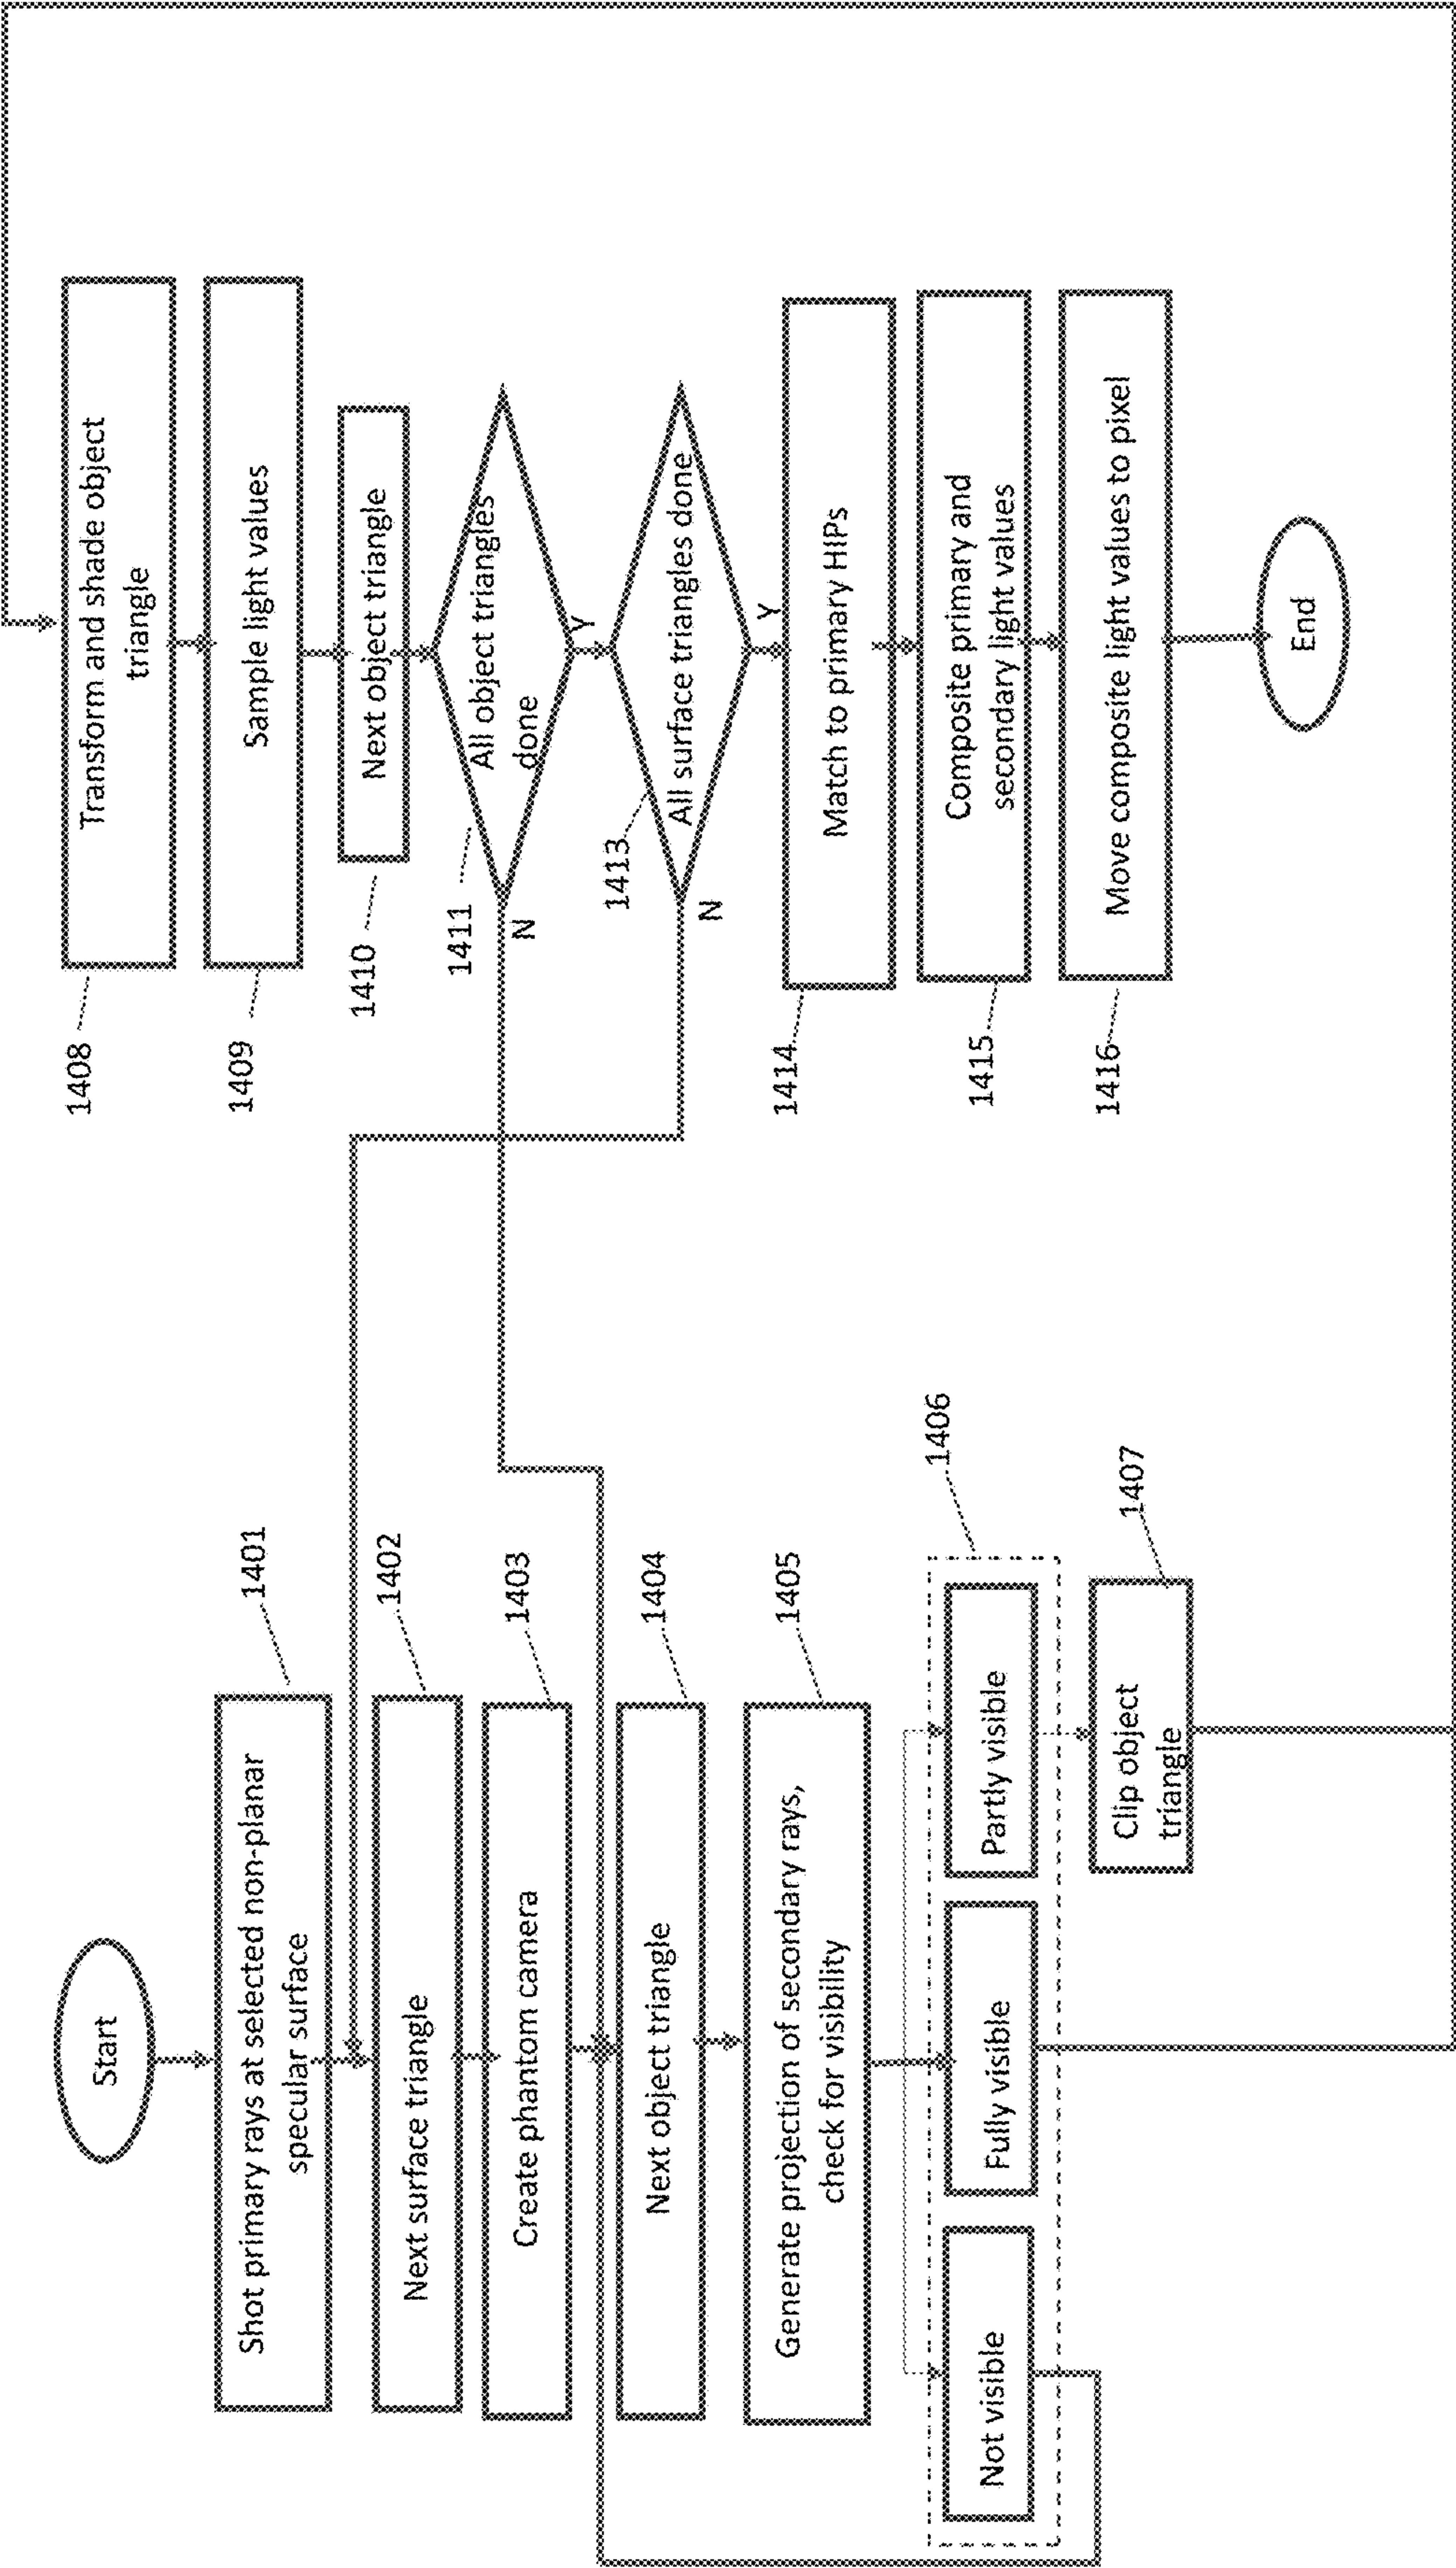 Start
Shot primary rays at selected non-planar
specular surface
1401
Next surface triangle
1402
Create phantom camera
1403
Next object triangle
1404
Generate projection of secondary rays,
check for visibility
1405
Not visible
Fully visible
Partly visible
1406
Clip object
triangle
1407
Transform and shade object
triangle
1408
Sample light values
1409
Next object triangle
1410
All object triangles
done
1411
N
Y
All surface triangles done
1413
N
Y
Match to primary HIPs
1414
Composite primary and
secondary light values
1415
Move composite light values to pixel
1416
End